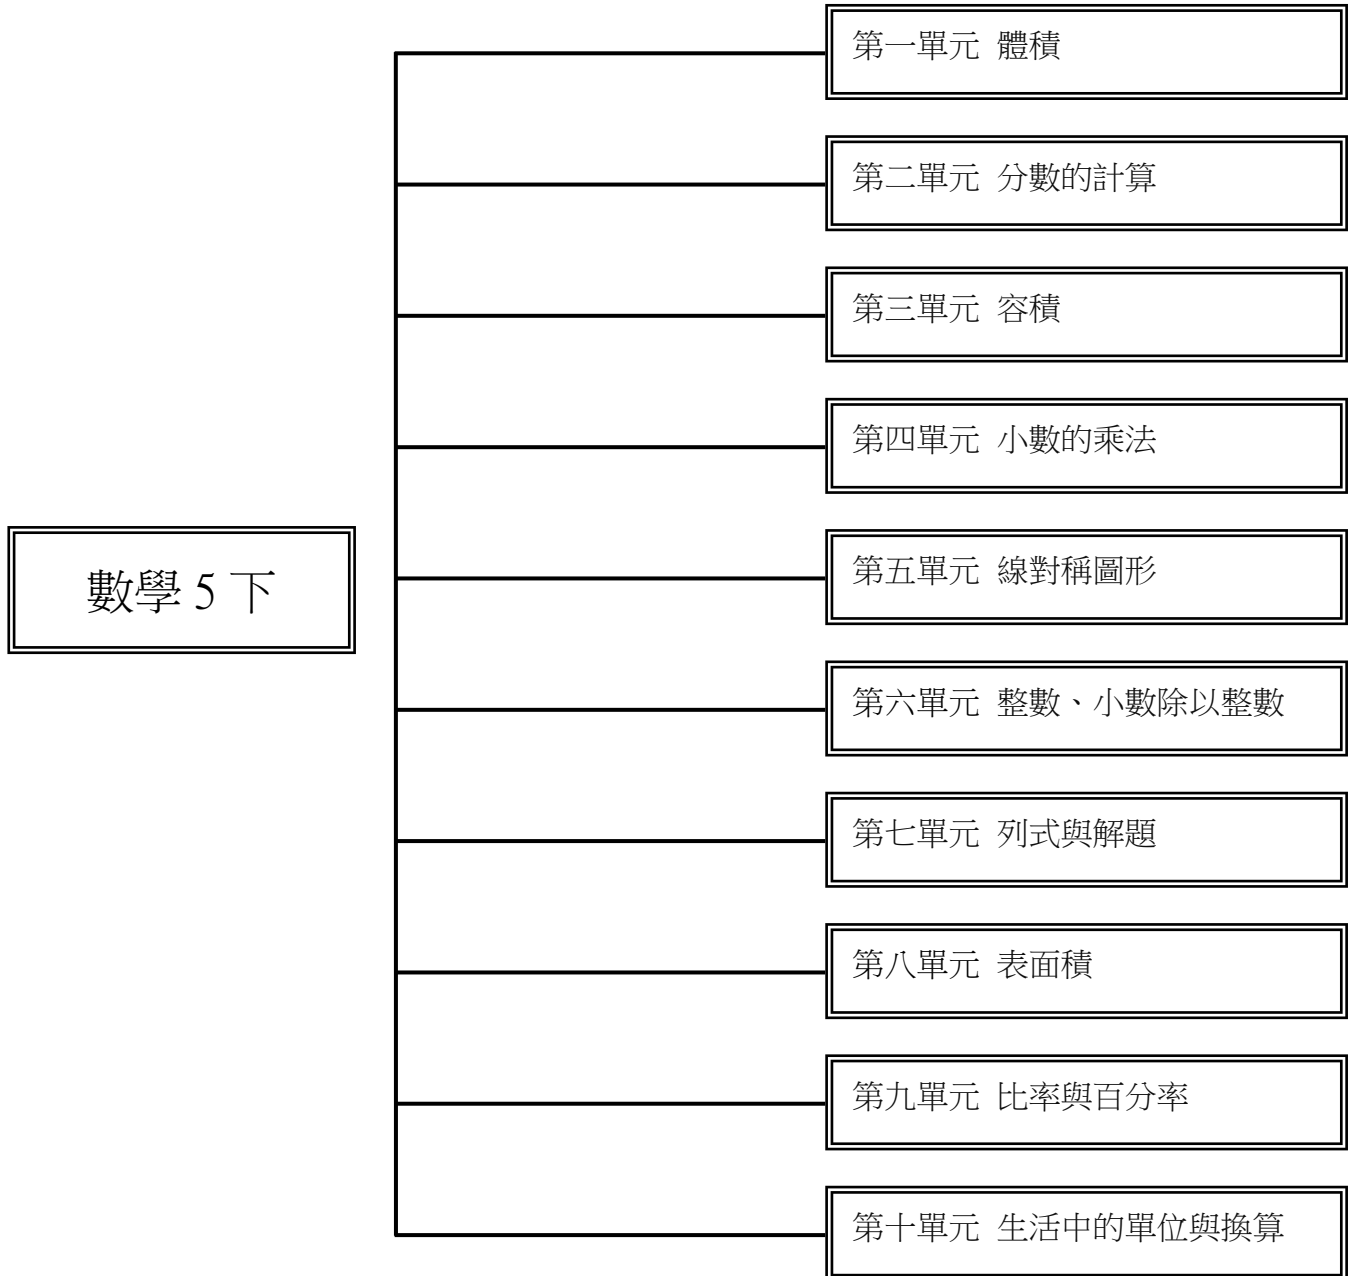 第一單元 體積
第二單元 分數的計算
第三單元 容積
第四單元 小數的乘法
數學 5 下
第五單元 線對稱圖形
第六單元 整數、小數除以整數
第七單元 列式與解題
第八單元 表面積
第九單元 比率與百分率
第十單元 生活中的單位與換算